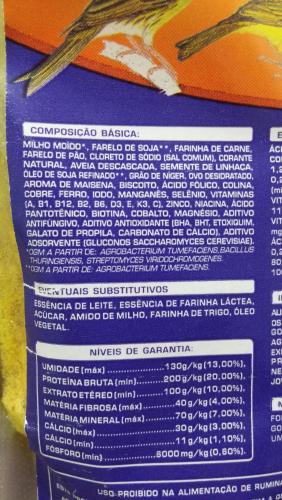 COMPOSIÇÃO BÁSICA:
MILHO MOÍDO*, FARELO DE SOJA**, FARINHA DE CARNE,
FARELO DE PÃO, CLORETO DE SÓDIO (SAL COMUM), CORANTE
NATURAL, AVEIA DESCASCADA, SEMENTE DE LINHAÇA,
ÓLEO DE SOJA REFINADO**, GRÃO DE NÍGER, OVO DESIDRATADO,
AROMA DE MAISENA, BISCOITO, ÁCIDO FÓLICO, COLINA,
COBRE, FERRO, IODO, MANGANÊS, SELÊNIO, VITAMINAS
(A, B1, B12, B2, B6, D3, E, K3, C), ZINCO, NIACINA, ÁCIDO
PANTOTÊNICO, BIOTINA, COBALTO, MAGNÉSIO, ADITIVO
ANTIFÚNGIVO, ADITIVO ANTIOXIDANTE (BHA, BHT, ETOXIQUIM,
GALATO DE PROPILA, CARBONATO DE CÁLCIO), ADITIVO
ADSORVENTE (GLUCONOS SACCHAROMYCES CEREVISIAE).
*OGM A PARTIR DE: AGROBACTERIUM TUMEFACIENS,BACILLUS
THURINGIENSIS, STREPTOMYCES VIRIDOCHROMOGENES.
**OGM A PARTIR DE: AGROBACTERIUM TUMEFACIENS.
EVENTUAIS SUBSTITUTIVOS
ESSÊNCIA DE LEITE, ESSÊNCIA DE FARINHA LÁCTEA,
AÇÚCAR, AMIDO DE MILHO, FARINHA DE TRIGO, ÓLEO
VEGETAL.
NÍVEIS DE GARANTIA:
UMIDADE (máx) ..................130g/kg (13,00%).
PROTEÍNA BRUTA (mín)..........200g/kg (20,00%).
EXTRATO ETÉREO (mín)..........100g/kg (10,00%).
MATÉRIA FIBROSA (máx)..........40g/kg (4,00%).
MATÉRIA MINERAL (máx)..........70g/kg (7,00%).
CÁLCIO (máx)....................30g/kg (3,00%).
CÁLCIO (mín)....................11g/kg (1,10%).
FÓSFORO (mín)..............6000mg/kg (0,60%).
USO PROIBIDO NA ALIMENTAÇÃO DE RUMINA